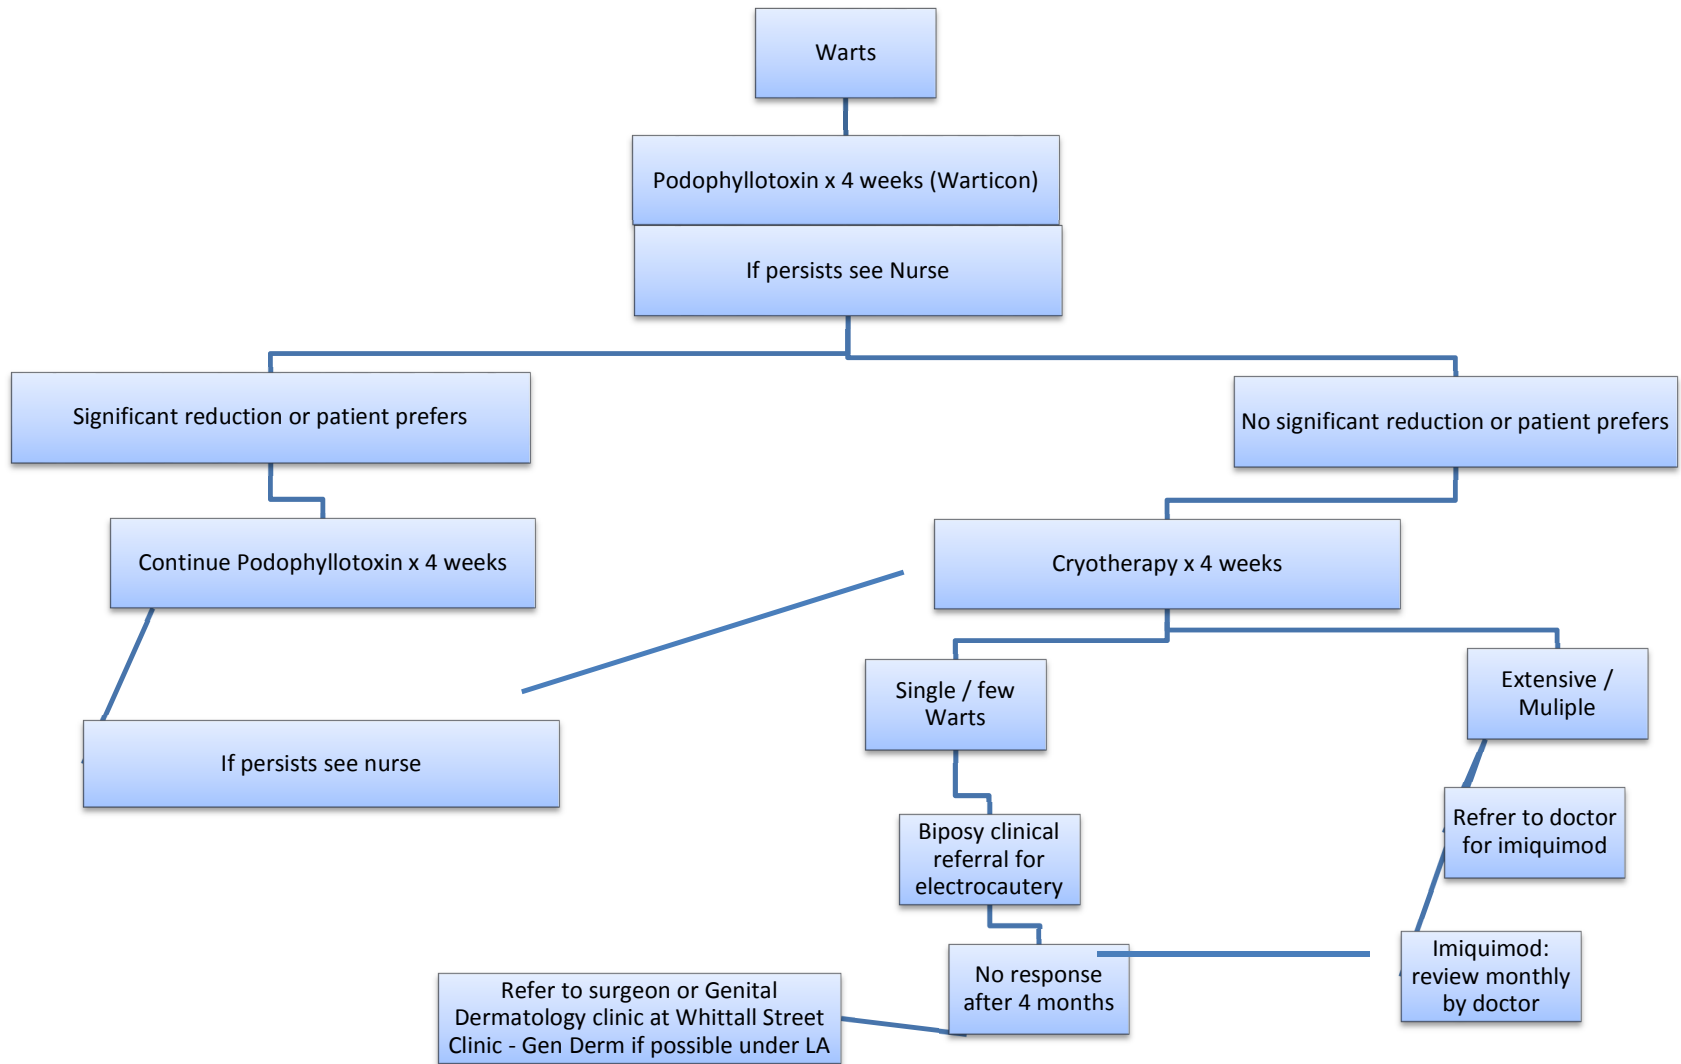 Warts
Podophyllotoxin x 4 weeks (Warticon)
If persists see Nurse
Significant reduction or patient prefers
No significant reduction or patient prefers
Continue Podophyllotoxin x 4 weeks
Cryotherapy x 4 weeks
If persists see nurse
Single / few
Warts
Extensive /
Muliple
Biposy clinical
referral for
electrocautery
Refrer to doctor
for imiquimod
No response
after 4 months
Imiquimod:
review monthly
by doctor
Refer to surgeon or Genital
Dermatology clinic at Whittall Street
Clinic - Gen Derm if possible under LA